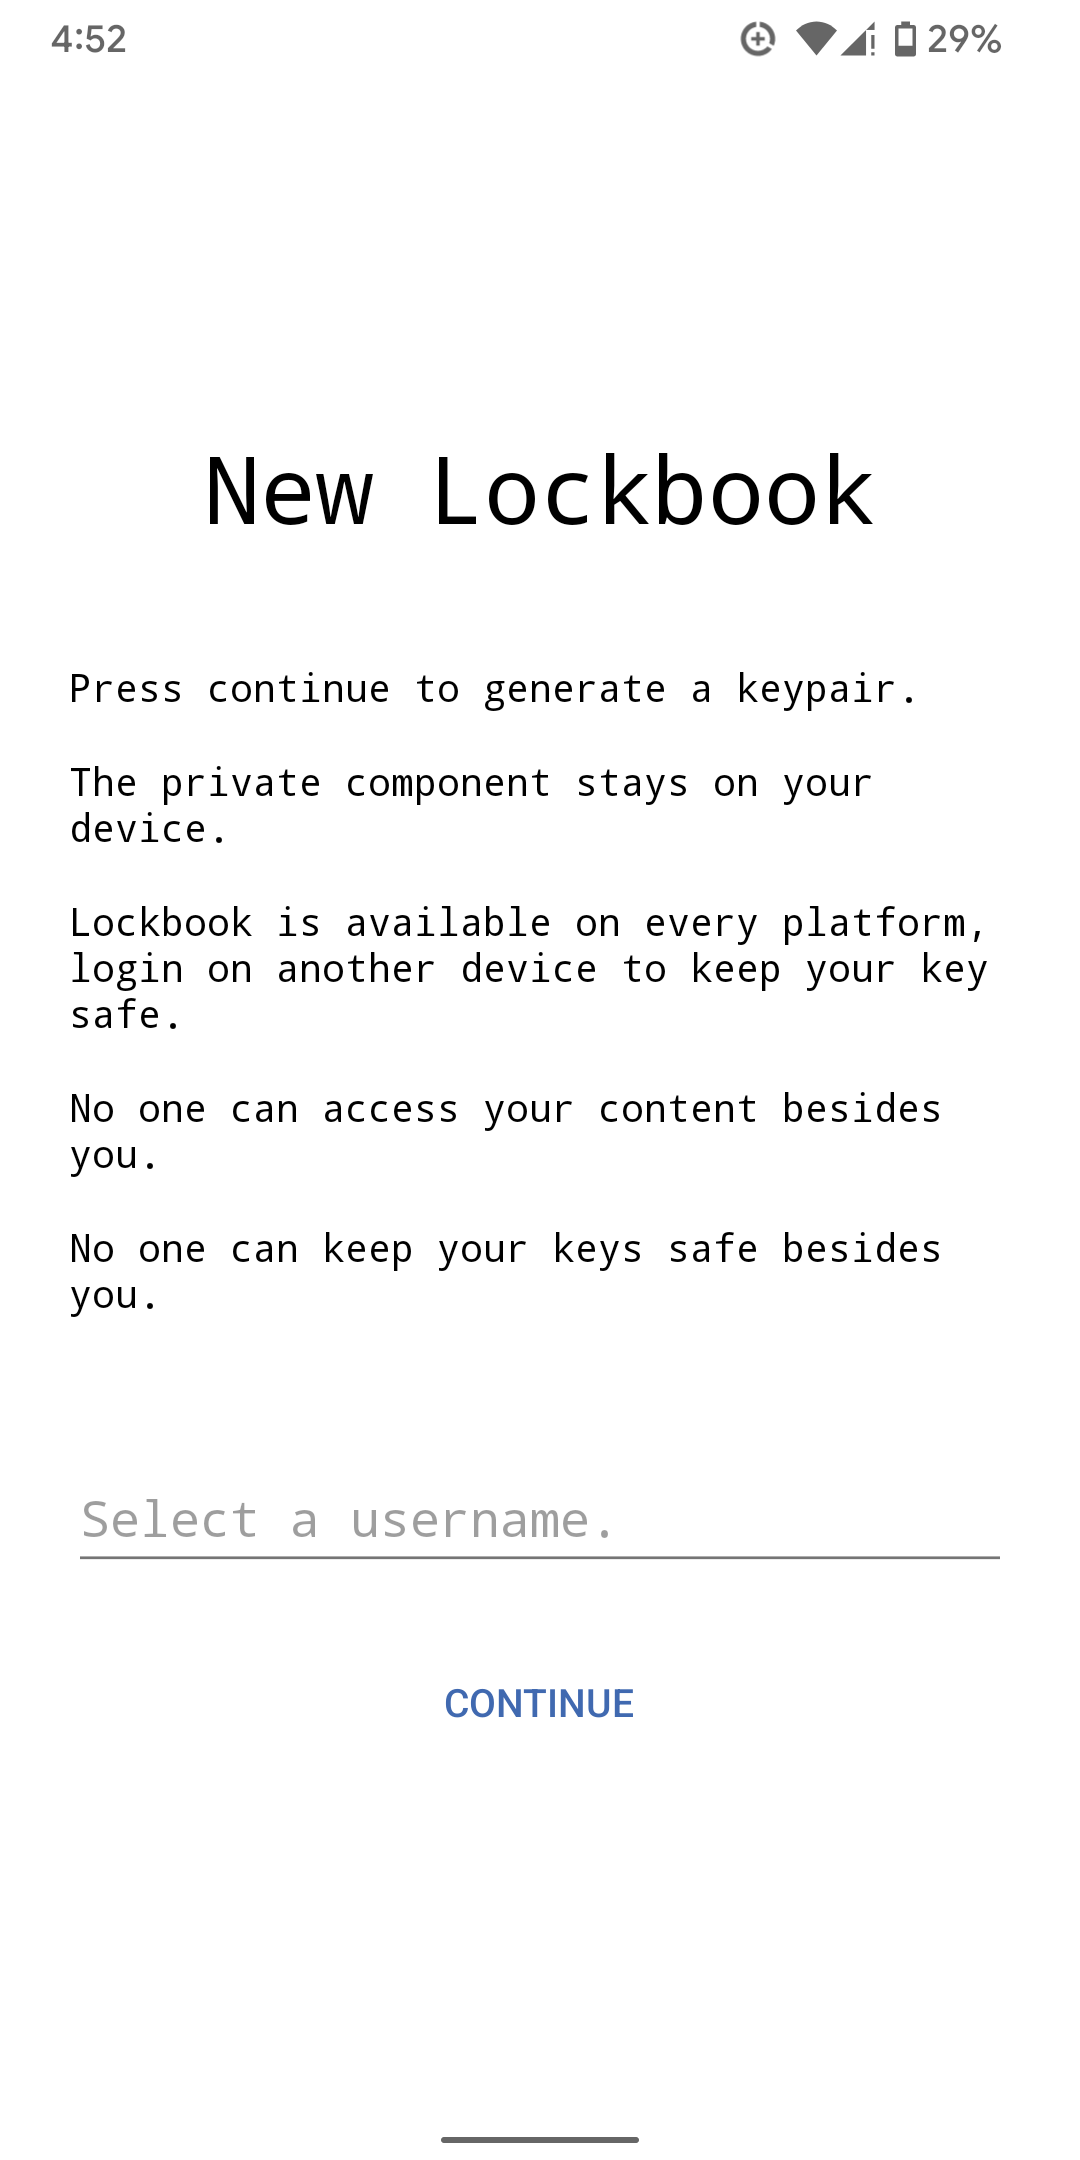 4:52
29%
New Lockbook
Press continue to generate a keypair.
The private component stays on your
device.
Lockbook is available on every platform,
login on another device to keep your key
safe.
No one can access your content besides
you.
No one can keep your keys safe besides
you.
Select a username.
CONTINUE